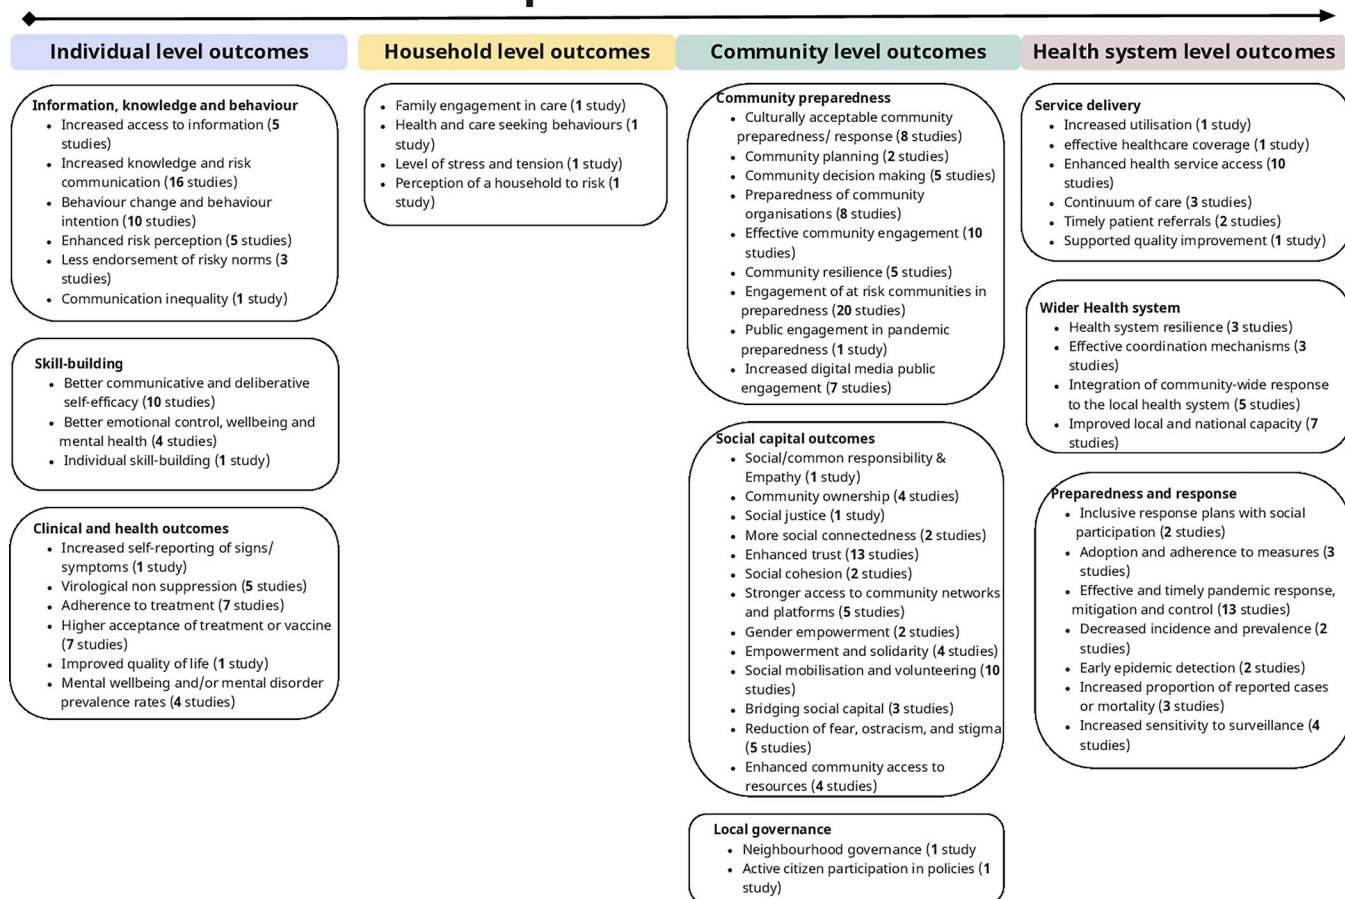 Individual level outcomes
Information, knowledge and behaviour
• Increased access to information (5
studies)
• Increased knowledge and risk
communication (16 studies)
• Behaviour change and behaviour
intention (10 studies)
• Enhanced risk perception (5 studies)
• Less endorsement of risky norms (3
studies)
• Communication inequality (1 study)
Skill-building
• Better communicative and deliberative
self-efficacy (10 studies)
• Better emotional control, wellbeing and
mental health (4 studies)
• Individual skill-building (1 study)
Clinical and health outcomes
• Increased self-reporting of signs/
symptoms (1 study)
• Virological non suppression (5 studies)
• Adherence to treatment (7 studies)
• Higher acceptance of treatment or vaccine
(7 studies)
• Improved quality of life (1 study)
• Mental wellbeing and/or mental disorder
prevalence rates (4 studies)
Household level outcomes
• Family engagement in care (1 study)
• Health and care seeking behaviours (1
study)
• Level of stress and tension (1 study)
• Perception of a household to risk (1
study)
Community level outcomes
Community preparedness
• Culturally acceptable community
preparedness/ response (8 studies)
• Community planning (2 studies)
• Community decision making (5 studies)
• Preparedness of community
organisations (8 studies)
• Effective community engagement (10
studies)
• Community resilience (5 studies)
• Engagement of at risk communities in
preparedness (20 studies)
• Public engagement in pandemic
preparedness (1 study)
• Increased digital media public
engagement (7 studies)
Social capital outcomes
• Social/common responsibility &
Empathy (1 study)
• Community ownership (4 studies)
• Social justice (1 study)
• More social connectedness (2 studies)
• Enhanced trust (13 studies)
• Social cohesion (2 studies)
• Stronger access to community networks
and platforms (5 studies)
• Gender empowerment (2 studies)
• Empowerment and solidarity (4 studies)
• Social mobilisation and volunteering (10
studies)
• Bridging social capital (3 studies)
• Reduction of fear, ostracism, and stigma
(5 studies)
• Enhanced community access to
resources (4 studies)
Local governance
• Neighbourhood governance (1 study
• Active citizen participation in policies (1
study)
Health system level outcomes
Service delivery
• Increased utilisation (1 study)
• effective healthcare coverage (1 study)
• Enhanced health service access (10
studies)
• Continuum of care (3 studies)
• Timely patient referrals (2 studies)
• Supported quality improvement (1 study)
Wider Health system
• Health system resilience (3 studies)
• Effective coordination mechanisms (3
studies)
• Integration of community-wide response
to the local health system (5 studies)
• Improved local and national capacity (7
studies)
Preparedness and response
• Inclusive response plans with social
participation (2 studies)
• Adoption and adherence to measures (3
studies)
• Effective and timely pandemic response,
mitigation and control (13 studies)
• Decreased incidence and prevalence (2
studies)
• Early epidemic detection (2 studies)
• Increased proportion of reported cases
or mortality (3 studies)
• Increased sensitivity to surveillance (4
studies)